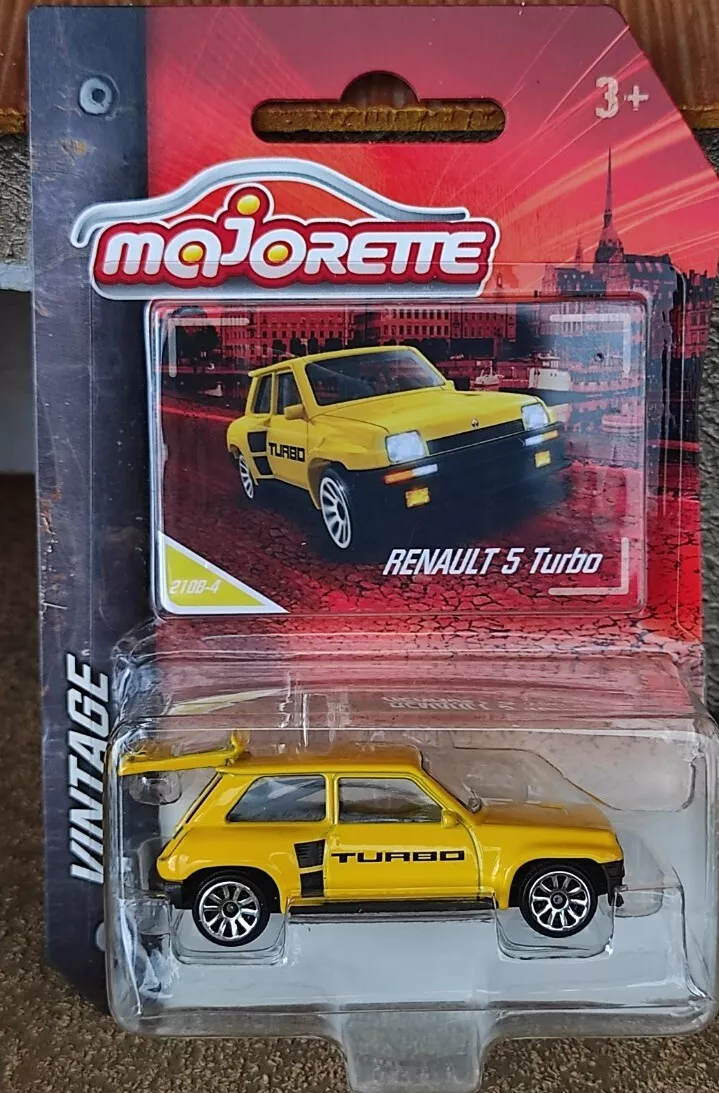 3+
MAJORETTE
TURBO
RENAULT 5 Turbo
210B-4
VINTAGE
TURBO